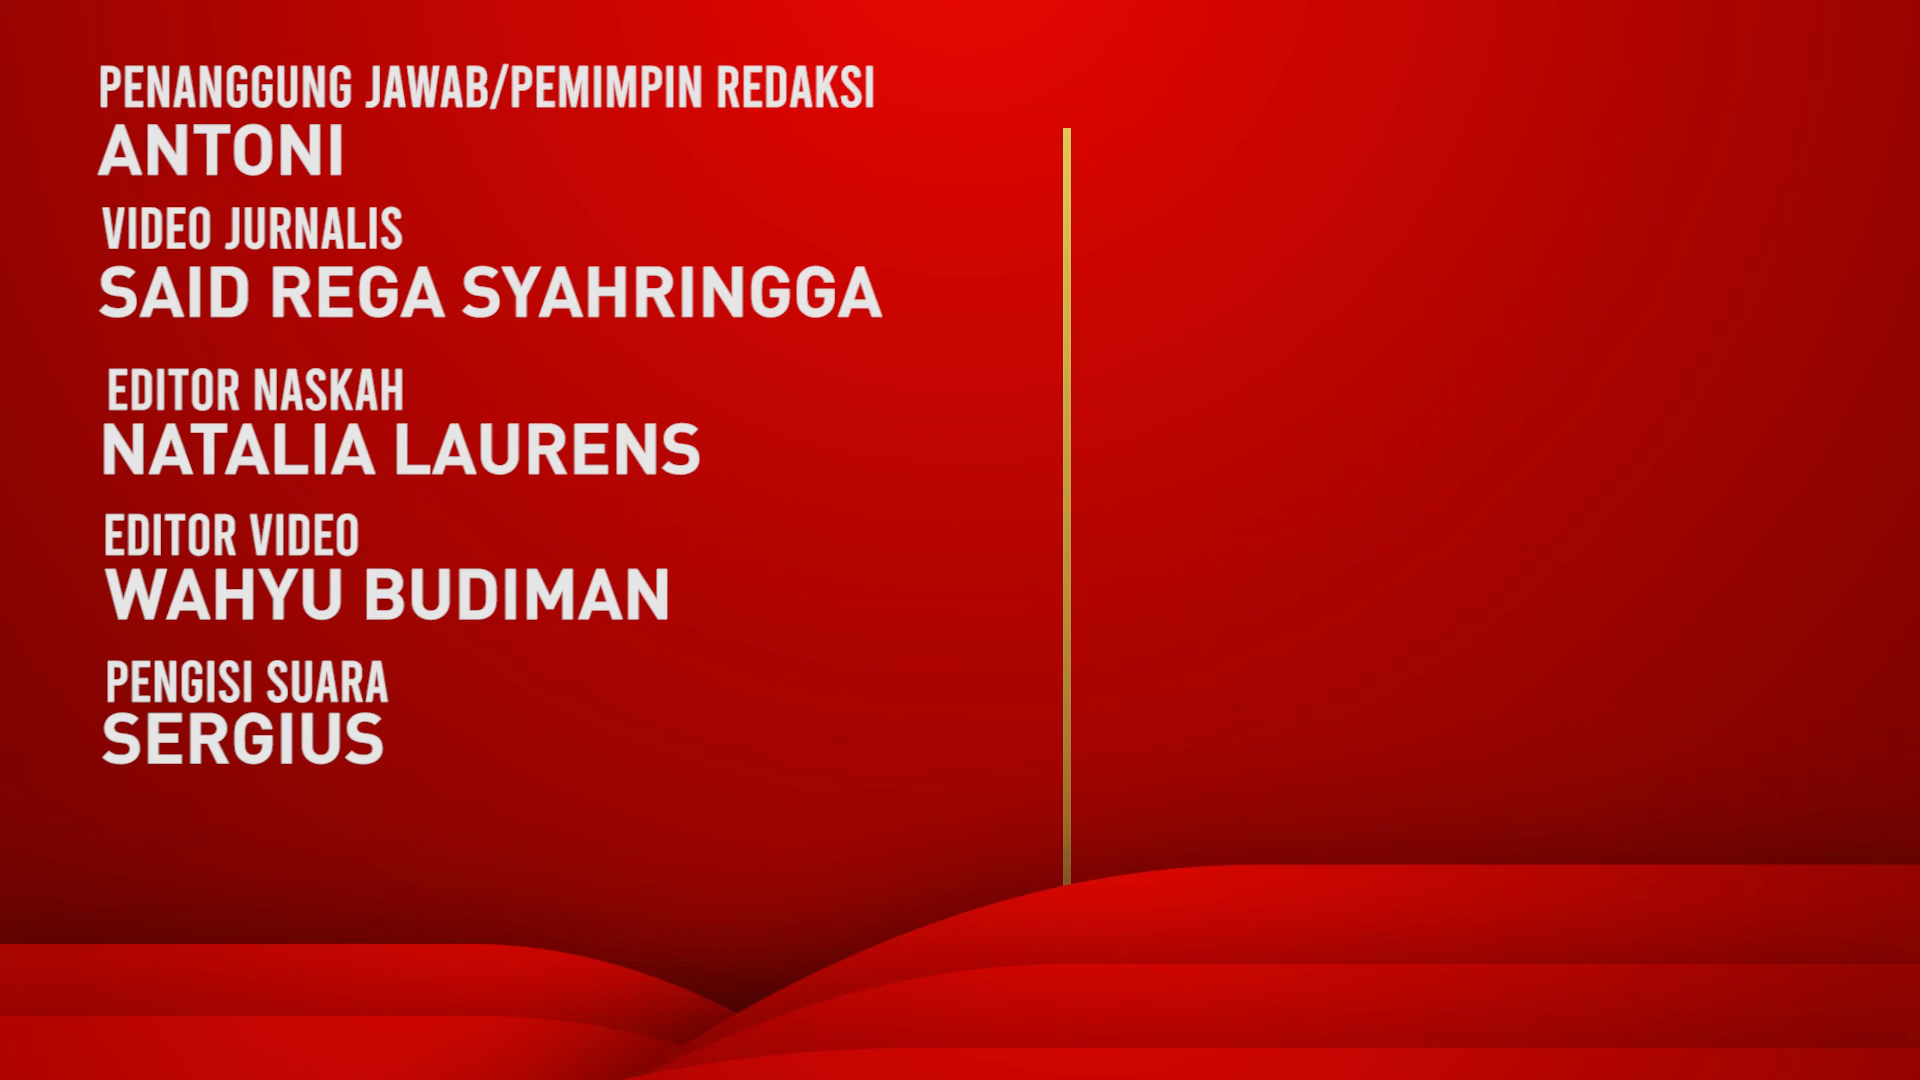 PENANGGUNG JAWAB/PEMIMPIN REDAKSI
ANTONI
VIDEO JURNALIS
SAID REGA SYAHRINGGA
EDITOR NASKAH
NATALIA LAURENS
EDITOR VIDEO
WAHYU BUDIMAN
PENGISI SUARA
SERGIUS